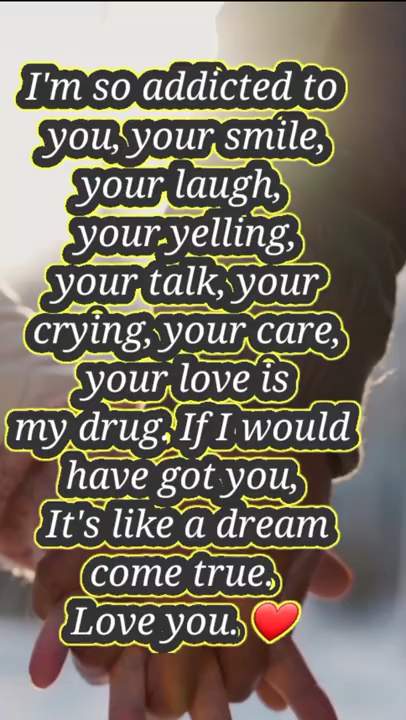 I'm so addicted to
you, your smile,
your laugh,
your yelling,
your talk, your
crying, your care,
your love is
my drug. If I would
have got you,
It's like a dream
come true.
Love you. ❤️